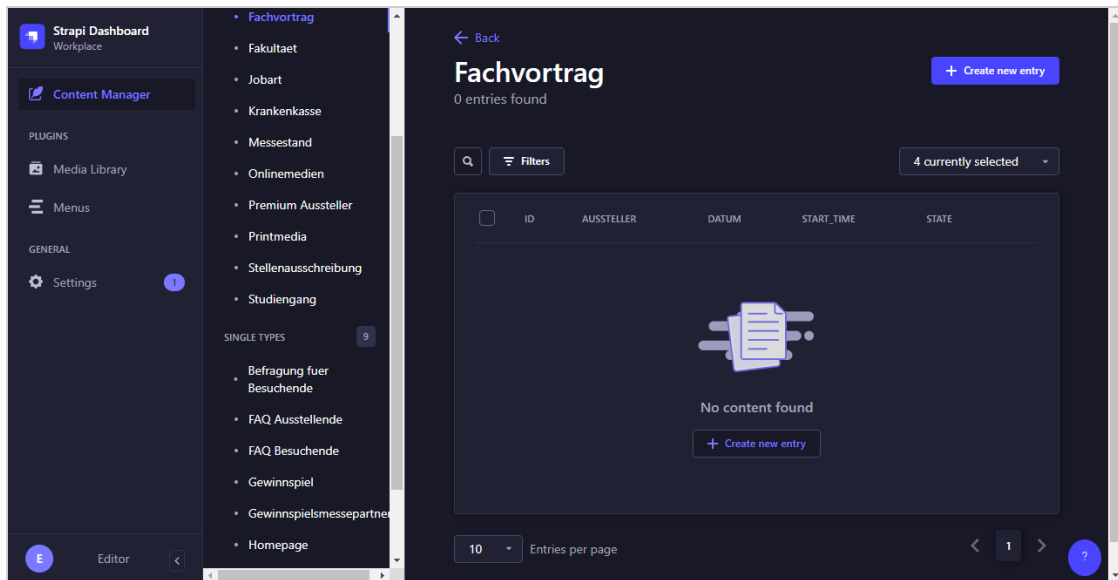 Strapi Dashboard
Workplace
Content Manager
PLUGINS
Media Library
Menus
GENERAL
Settings
1
E
Editor
Fachvortrag
Fakultaet
Jobart
Krankenkasse
Messestand
Onlinemedien
Premium Aussteller
Printmedia
Stellenausschreibung
Studiengang
SINGLE TYPES 9
Befragung fuer
Besuchende
FAQ Ausstellende
FAQ Besuchende
Gewinnspiel
Gewinnspielsmessepartner
Homepage
Back
Fachvortrag
0 entries found
Create new entry
Filters
4 currently selected
ID AUSSTELLER DATUM START_TIME STATE
No content found
Create new entry
10 Entries per page
1
?